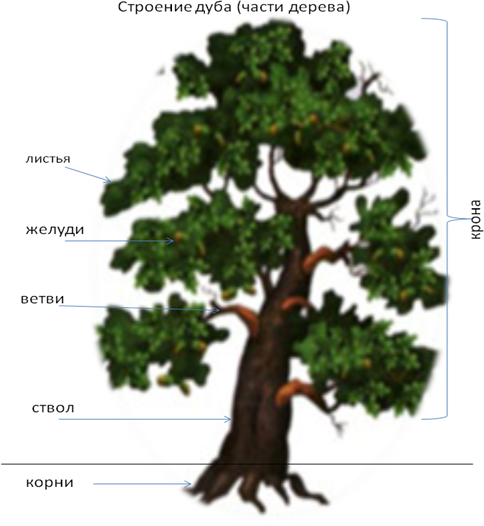 Строение дуба (части дерева)
листья
желуди
ветви
ствол
корни
крона